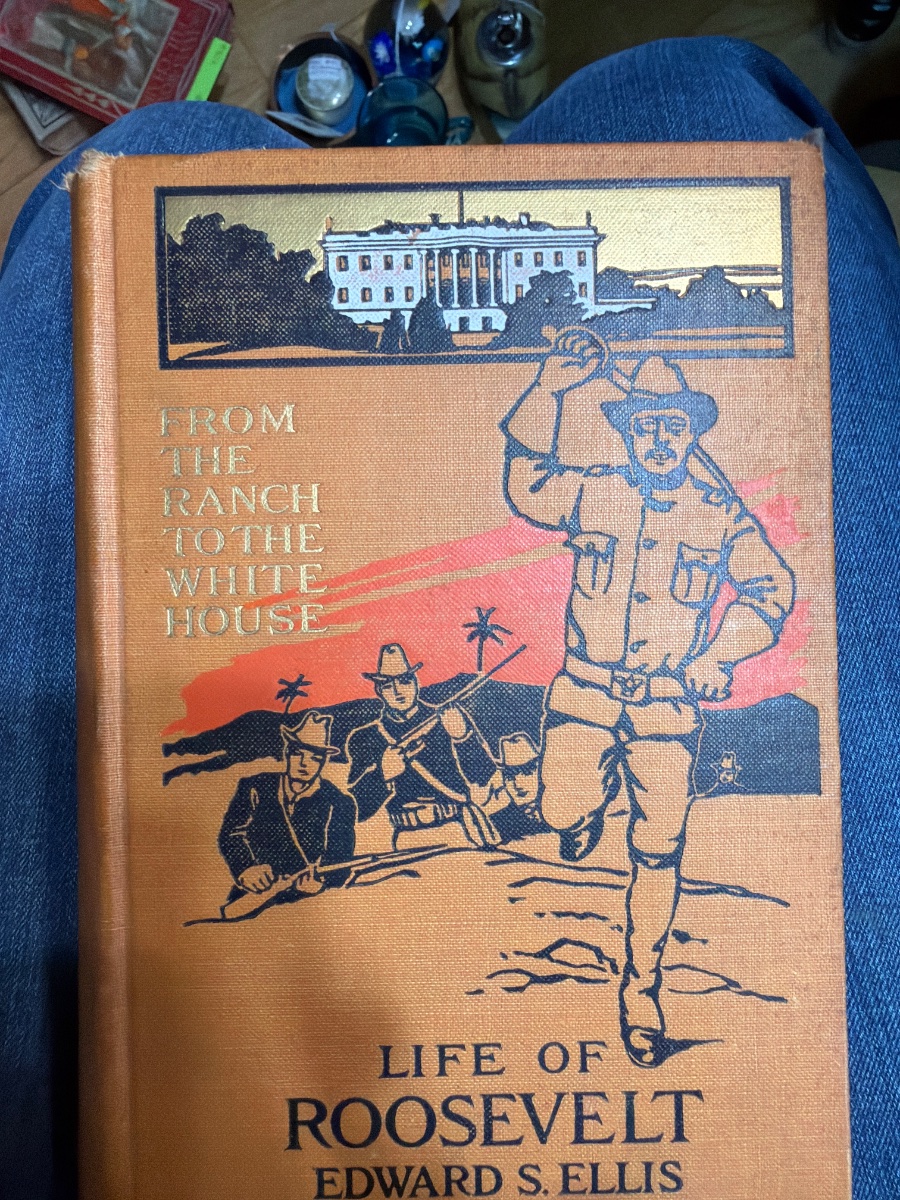 FROM
THE
RANCH
TO THE
WHITE
HOUSE
LIFE OF
ROOSEVELT
EDWARD S. ELLIS